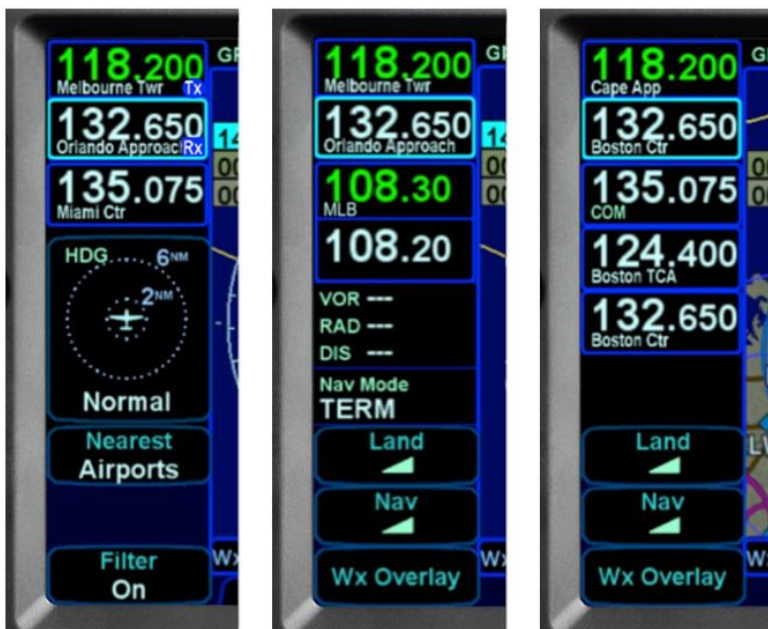 118.200
Melbourne Twr Tx
132.650
Orlando Approach Rx
135.075
Miami Ctr
HDG
6NM
2NM
Normal
Nearest
Airports
Filter
On
118.200
Melbourne Twr
132.650
Orlando Approach
108.30
MLB
108.20
VOR ---
RAD ---
DIS ---
Nav Mode
TERM
Land
Nav
Wx Overlay
118.200
Cape App
132.650
Boston Ctr
135.075
COM
124.400
Boston TCA
132.650
Boston Ctr
Land
Nav
Wx Overlay